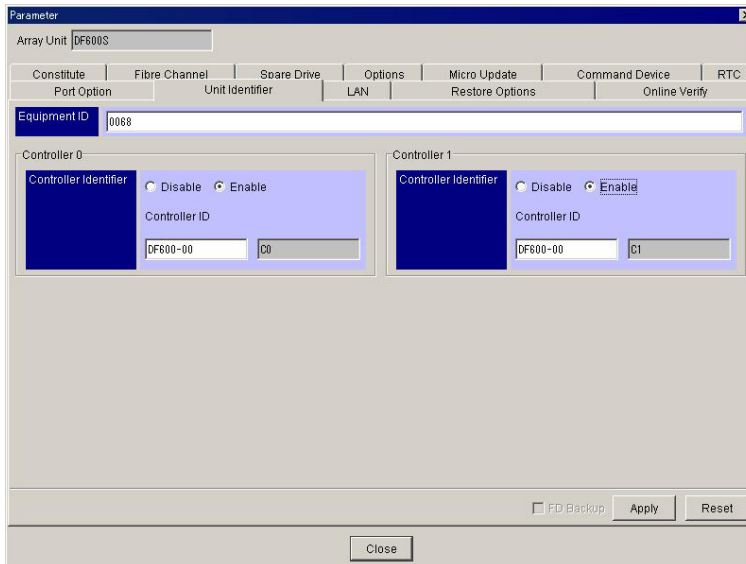 Parameter
Array Unit DF600S
Constitute Fibre Channel Spare Drive Options Micro Update Command Device RTC
Port Option Unit Identifier LAN Restore Options Online Verify
Equipment ID 0068
Controller 0 Controller 1
Controller Identifier Disable Enable Controller Identifier Disable Enable
Controller ID Controller ID
DF600-00 C0 DF600-00 C1
FD Backup Apply Reset
Close